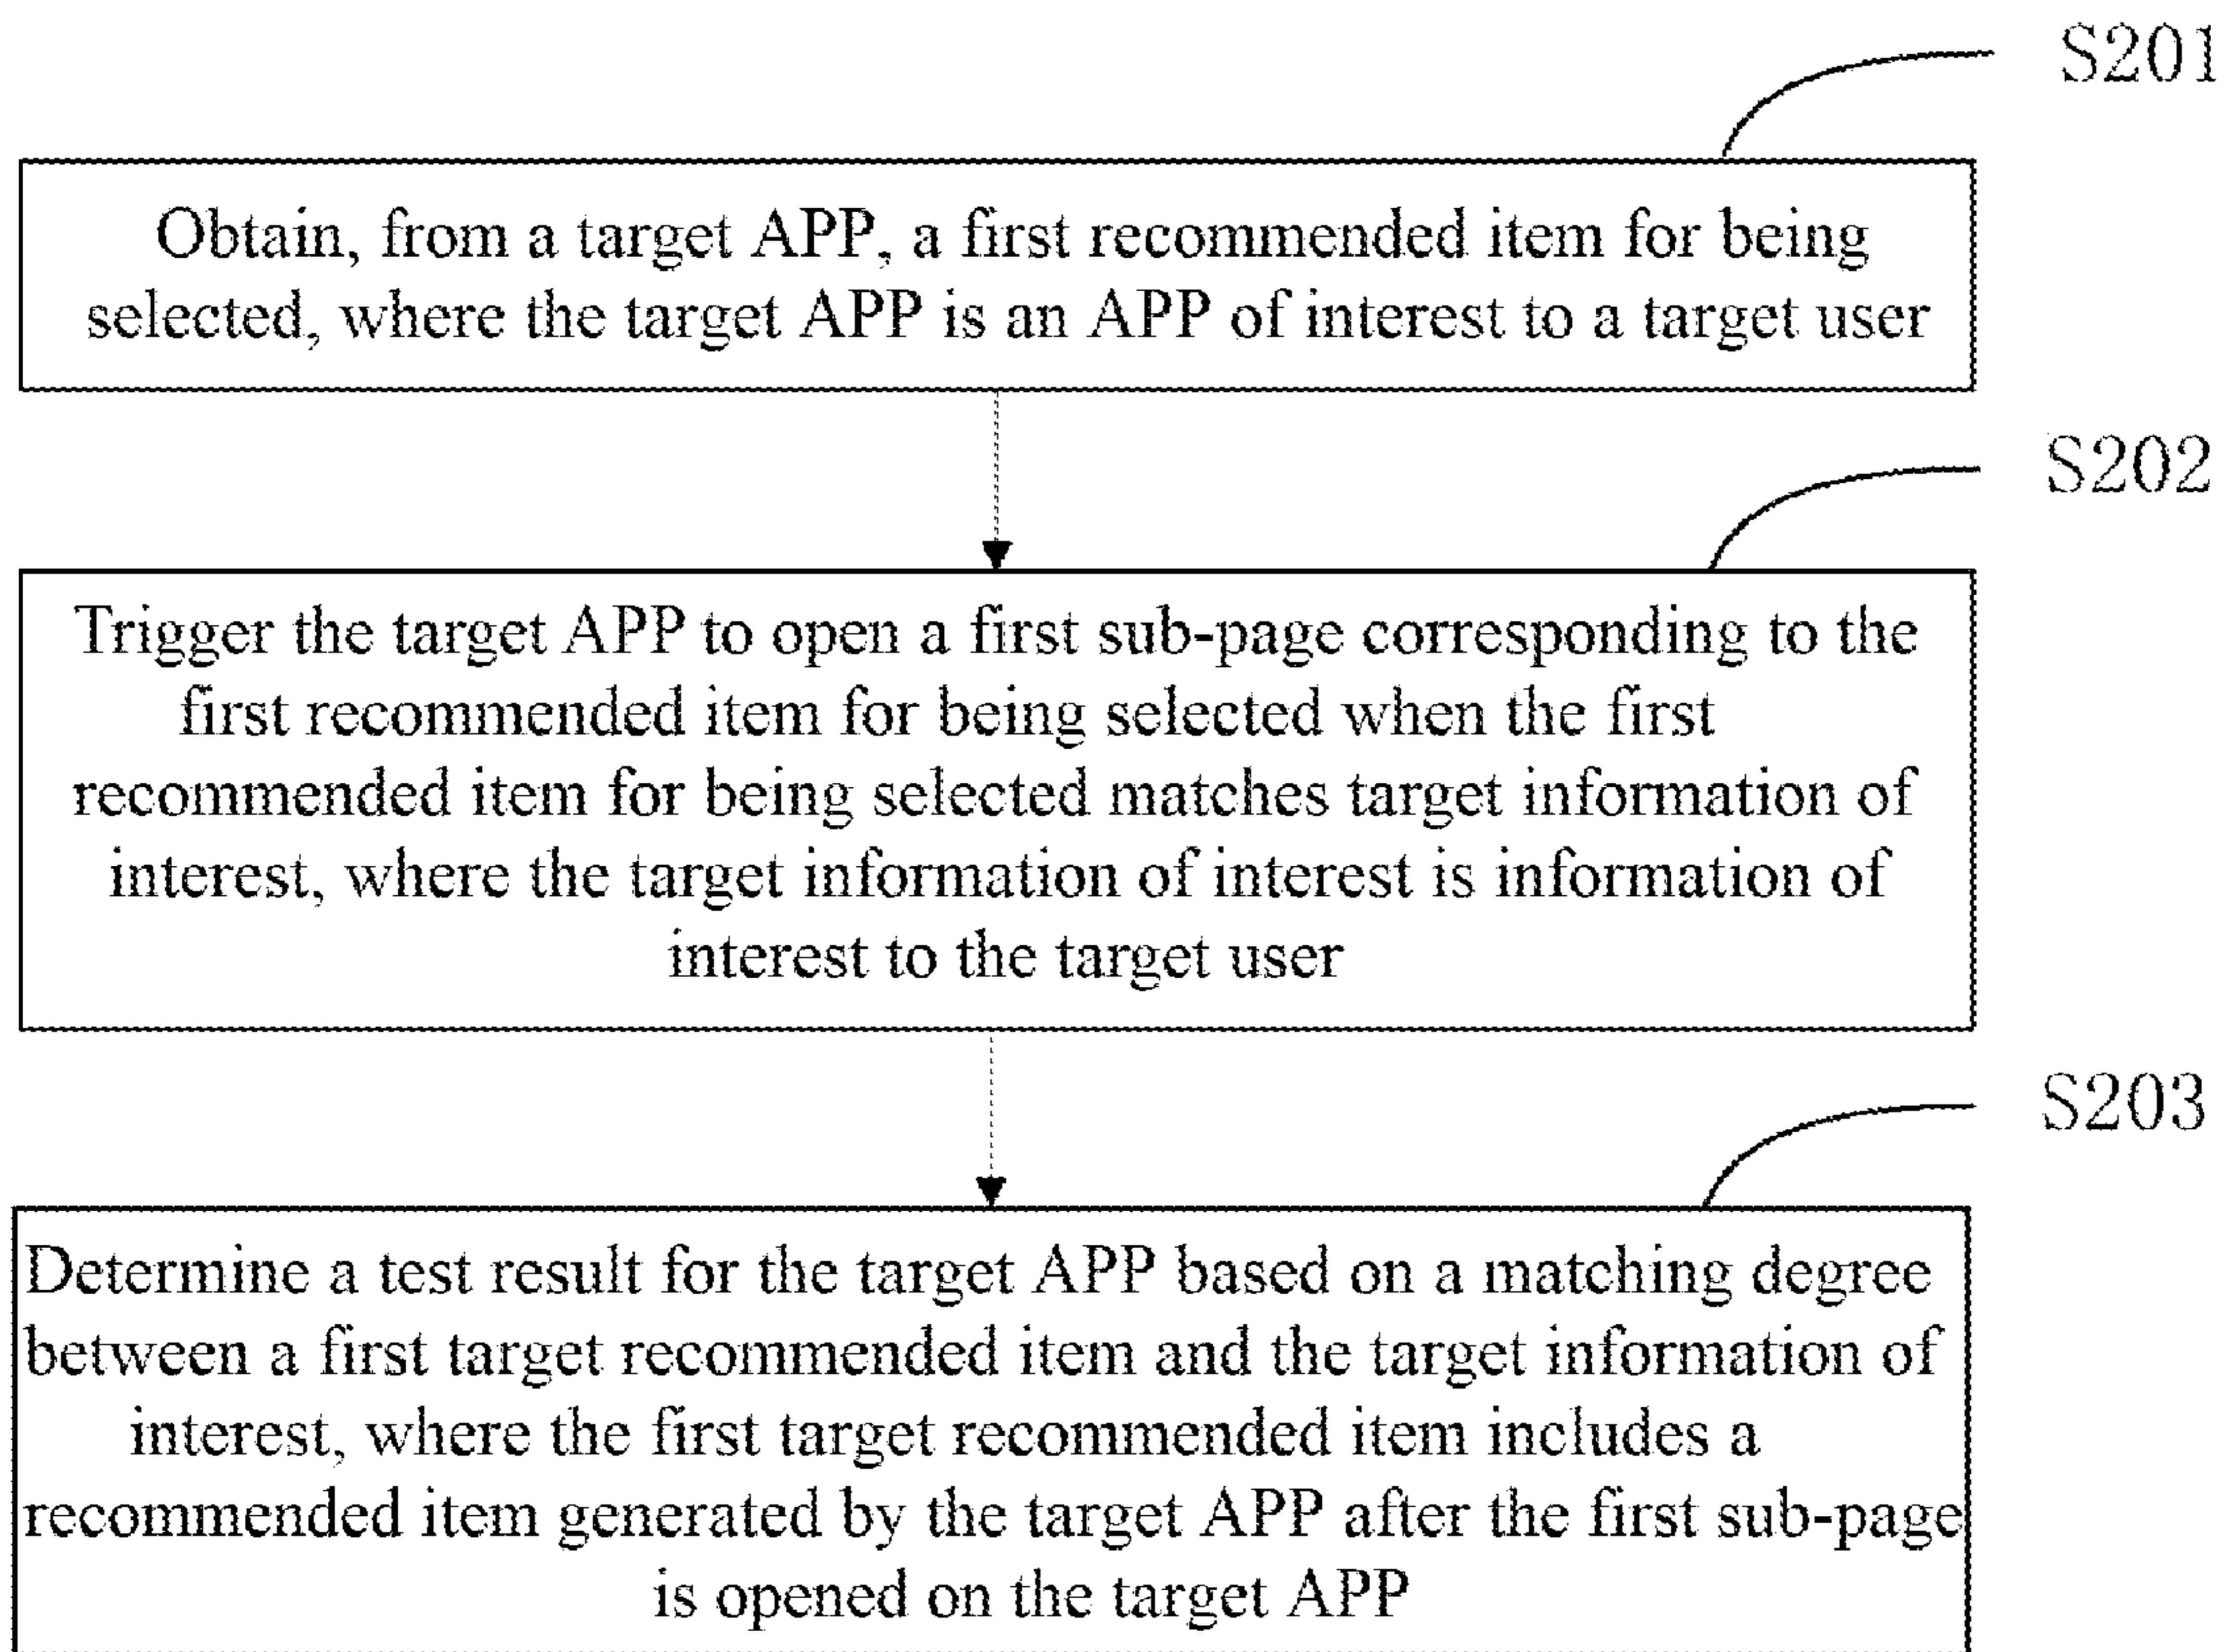 S201
Obtain, from a target APP, a first recommended item for being
selected, where the target APP is an APP of interest to a target user
S202
Trigger the target APP to open a first sub-page corresponding to the
first recommended item for being selected when the first
recommended item for being selected matches target information of
interest, where the target information of interest is information of
interest to the target user
S203
Determine a test result for the target APP based on a matching degree
between a first target recommended item and the target information of
interest, where the first target recommended item includes a
recommended item generated by the target APP after the first sub-page
is opened on the target APP